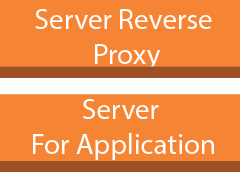 Server Reverse
Proxy
Server
For Application